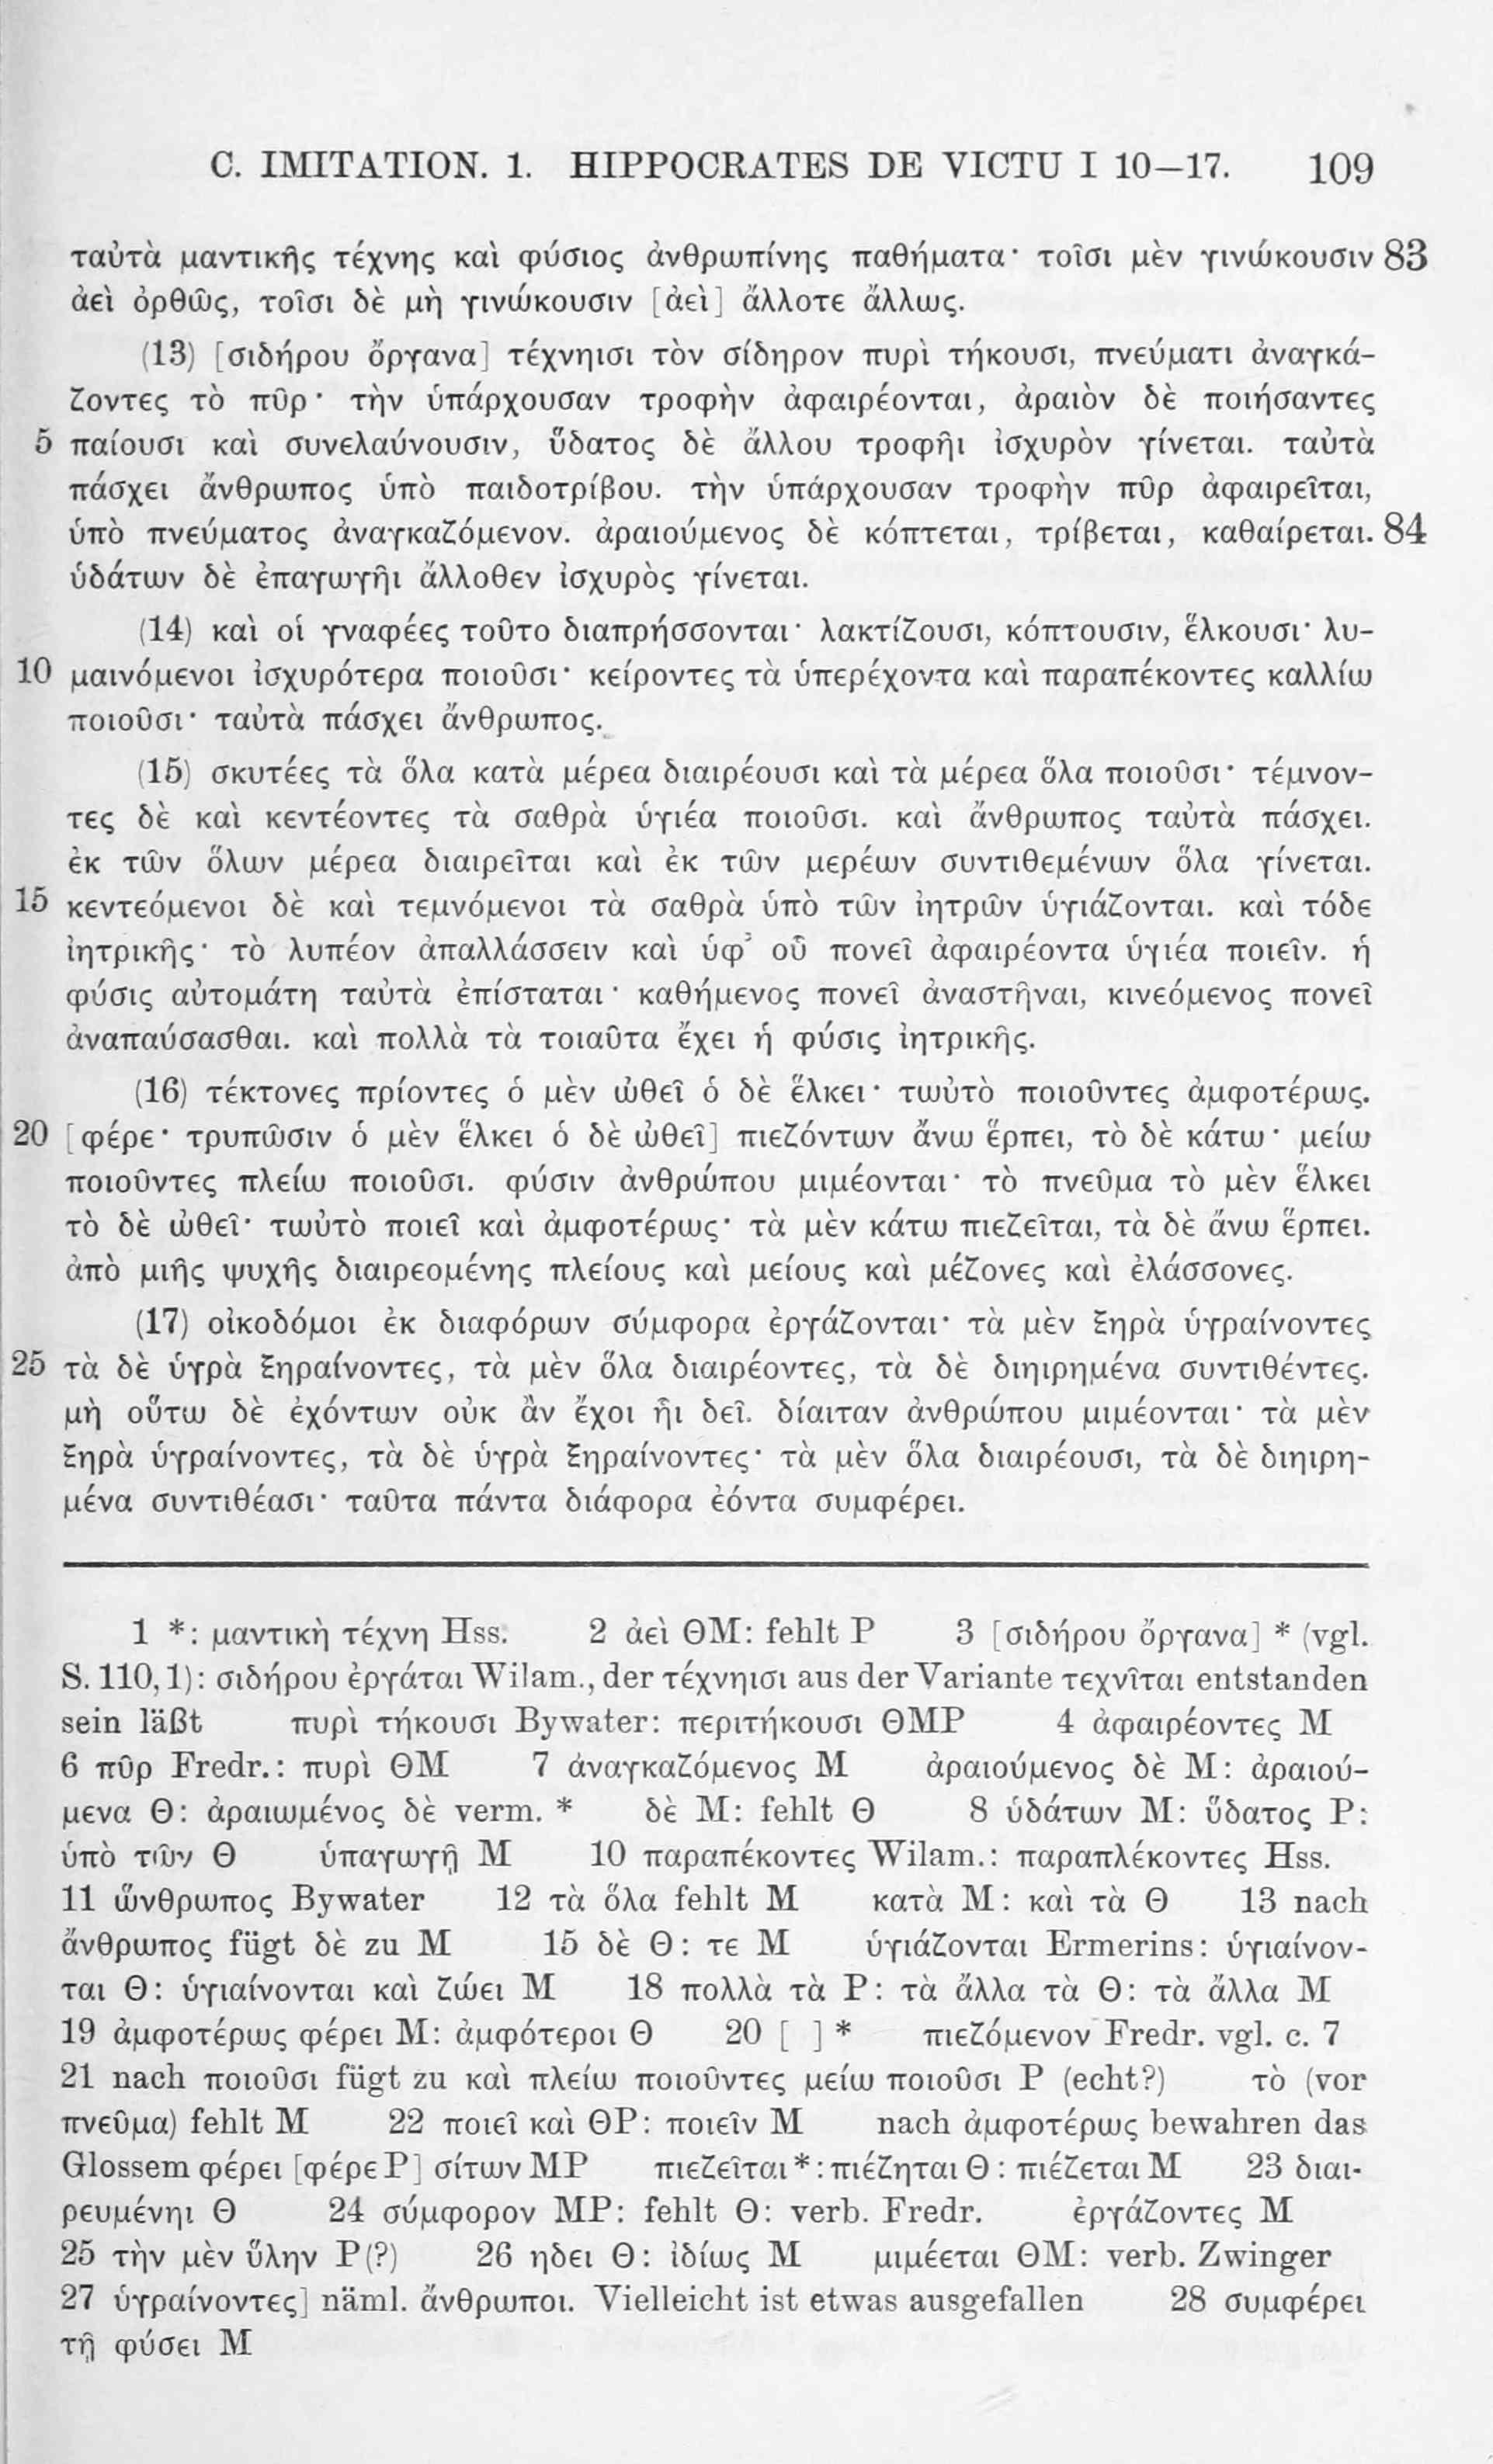 C. IMITATION. 1. HIPPOCRATES DE VICTU I 10—17. 109
ταὐτὰ μαντικῆς τέχνης καὶ φύσιος ἀνθρωπίνης παθήματα· τοῖσι μὲν γινώκουσιν 83
ἀεὶ ὀρθῶς, τοῖσι δὲ μὴ γινώκουσιν [ἀεὶ] ἄλλοτε ἄλλως.
(13) [σιδήρου ὄργανα] τέχνηισι τὸν σίδηρον πυρὶ τήκουσι, πνεύματι ἀναγκά-
ζοντες τὸ πῦρ· τὴν ὑπάρχουσαν τροφὴν ἀφαιρέονται, ἀραιὸν δὲ ποιήσαντες
5 παίουσι καὶ συνελαύνουσιν, ὕδατος δὲ ἄλλου τροφῆι ἰσχυρὸν γίνεται. ταὐτὰ
πάσχει ἄνθρωπος ὑπὸ παιδοτρίβου. τὴν ὑπάρχουσαν τροφὴν πῦρ ἀφαιρεῖται,
ὑπὸ πνεύματος ἀναγκαζόμενον. ἀραιούμενος δὲ κόπτεται, τρίβεται, καθαίρεται. 84
ὑδάτων δὲ ἐπαγωγῆι ἄλλοθεν ἰσχυρὸς γίνεται.
(14) καὶ οἱ γναφέες τοῦτο διαπρήσσονται· λακτίζουσι, κόπτουσιν, ἕλκουσι· λυ-
10 μαινόμενοι ἰσχυρότερα ποιοῦσι· κείροντες τὰ ὑπερέχοντα καὶ παραπέκοντες καλλίω
ποιοῦσι· ταὐτὰ πάσχει ἄνθρωπος.
(15) σκυτέες τὰ ὅλα κατὰ μέρεα διαιρέουσι καὶ τὰ μέρεα ὅλα ποιοῦσι· τέμνον-
τες δὲ καὶ κεντέοντες τὰ σαθρὰ ὑγιέα ποιοῦσι. καὶ ἄνθρωπος ταὐτὰ πάσχει.
ἐκ τῶν ὅλων μέρεα διαιρεῖται καὶ ἐκ τῶν μερέων συντιθεμένων ὅλα γίνεται.
15 κεντεόμενοι δὲ καὶ τεμνόμενοι τὰ σαθρὰ ὑπὸ τῶν ἰητρῶν ὑγιάζονται. καὶ τόδε
ἰητρικῆς· τὸ λυπέον ἀπαλλάσσειν καὶ ὑφ' οὗ πονεῖ ἀφαιρέοντα ὑγιέα ποιεῖν. ἡ
φύσις αὐτομάτη ταὐτὰ ἐπίσταται· καθήμενος πονεῖ ἀναστῆναι, κινεόμενος πονεῖ
ἀναπαύσασθαι. καὶ πολλὰ τὰ τοιαῦτα ἔχει ἡ φύσις ἰητρικῆς.
(16) τέκτονες πρίοντες ὁ μὲν ὠθεῖ ὁ δὲ ἕλκει· τωὐτὸ ποιοῦντες ἀμφοτέρως.
20 [φέρε· τρυπῶσιν ὁ μὲν ἕλκει ὁ δὲ ὠθεῖ] πιεζόντων ἄνω ἕρπει, τὸ δὲ κάτω· μείω
ποιοῦντες πλείω ποιοῦσι. φύσιν ἀνθρώπου μιμέονται· τὸ πνεῦμα τὸ μὲν ἕλκει
τὸ δὲ ὠθεῖ· τωὐτὸ ποιεῖ καὶ ἀμφοτέρως· τὰ μὲν κάτω πιεζεῖται, τὰ δὲ ἄνω ἕρπει.
ἀπὸ μιῆς ψυχῆς διαιρεομένης πλείους καὶ μείους καὶ μέζονες καὶ ἐλάσσονες.
(17) οἰκοδόμοι ἐκ διαφόρων σύμφορα ἐργάζονται· τὰ μὲν ξηρὰ ὑγραίνοντες
25 τὰ δὲ ὑγρὰ ξηραίνοντες, τὰ μὲν ὅλα διαιρέοντες, τὰ δὲ διηιρημένα συντιθέντες.
μὴ οὕτω δὲ ἐχόντων οὐκ ἂν ἔχοι ἧι δεῖ. δίαιταν ἀνθρώπου μιμέονται· τὰ μὲν
ξηρὰ ὑγραίνοντες, τὰ δὲ ὑγρὰ ξηραίνοντες· τὰ μὲν ὅλα διαιρέουσι, τὰ δὲ διηιρη-
μένα συντιθέασι· ταῦτα πάντα διάφορα ἐόντα συμφέρει.
1 *: μαντικὴ τέχνη Hss. 2 ἀεὶ ΘΜ: fehlt P 3 [σιδήρου ὄργανα] * (vgl.
S. 110, 1): σιδήρου ἐργάται Wilam., der τέχνηισι aus der Variante τεχνῖται entstanden
sein läßt πυρὶ τήκουσι Bywater: περιτήκουσι ΘΜΡ 4 ἀφαιρέοντες M
6 πῦρ Fredr.: πυρὶ ΘΜ 7 ἀναγκαζόμενος M ἀραιούμενος δὲ M: ἀραιού-
μενα Θ: ἀραιωμένος δὲ verm. * δὲ M: fehlt Θ 8 ὑδάτων M: ὕδατος P:
ὑπὸ τῶν Θ ὑπαγωγῇ M 10 παραπέκοντες Wilam.: παραπλέκοντες Hss.
11 ὥνθρωπος Bywater 12 τὰ ὅλα fehlt M κατὰ M: καὶ τὰ Θ 13 nach
ἄνθρωπος fügt δὲ zu M 15 δὲ Θ: τε M ὑγιάζονται Ermerins: ὑγιαίνον-
ται Θ: ὑγιαίνονται καὶ ζώει M 18 πολλὰ τὰ P: τὰ ἄλλα τὰ Θ: τὰ ἄλλα M
19 ἀμφοτέρως φέρει M: ἀμφότεροι Θ 20 [ ] * πιεζόμενον Fredr. vgl. c. 7
21 nach ποιοῦσι fügt zu καὶ πλείω ποιοῦντες μείω ποιοῦσι P (echt?) τὸ (vor
πνεῦμα) fehlt M 22 ποιεῖ καὶ ΘΡ: ποιεῖν M nach ἀμφοτέρως bewahren das
Glossem φέρει [φέρε P] σίτων MP πιεζεῖται *: πιέζηται Θ: πιέζεται M 23 διαι-
ρευμένηι Θ 24 σύμφορον MP: fehlt Θ: verb. Fredr. ἐργάζοντες M
25 τὴν μὲν ὕλην P (?) 26 ηδει Θ: ἰδίως M μιμέεται ΘΜ: verb. Zwinger
27 ὑγραίνοντες] näml. ἄνθρωποι. Vielleicht ist etwas ausgefallen 28 συμφέρει
τῇ φύσει M